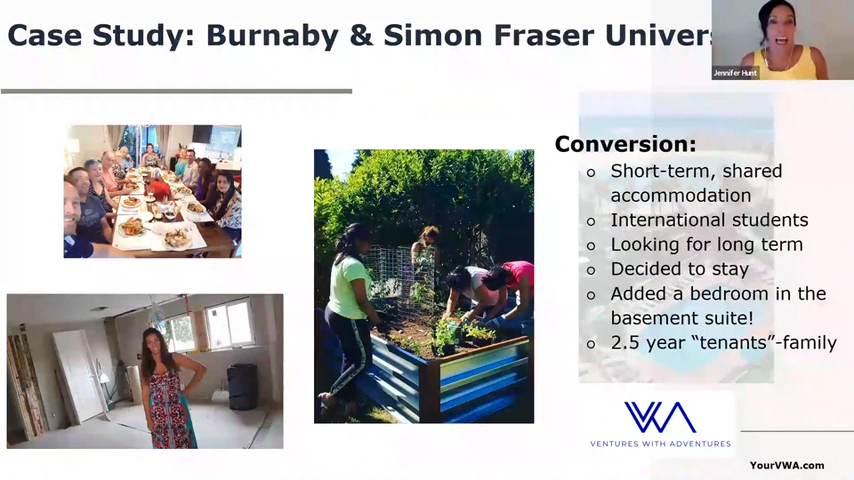 Case Study: Burnaby & Simon Fraser Univers
Jennifer Hunt
Conversion:
o Short-term, shared
accommodation
o International students
o Looking for long term
o Decided to stay
o Added a bedroom in the
basement suite!
o 2.5 year “tenants”-family
VWA
VENTURES WITH ADVENTURES
YourVWA.com